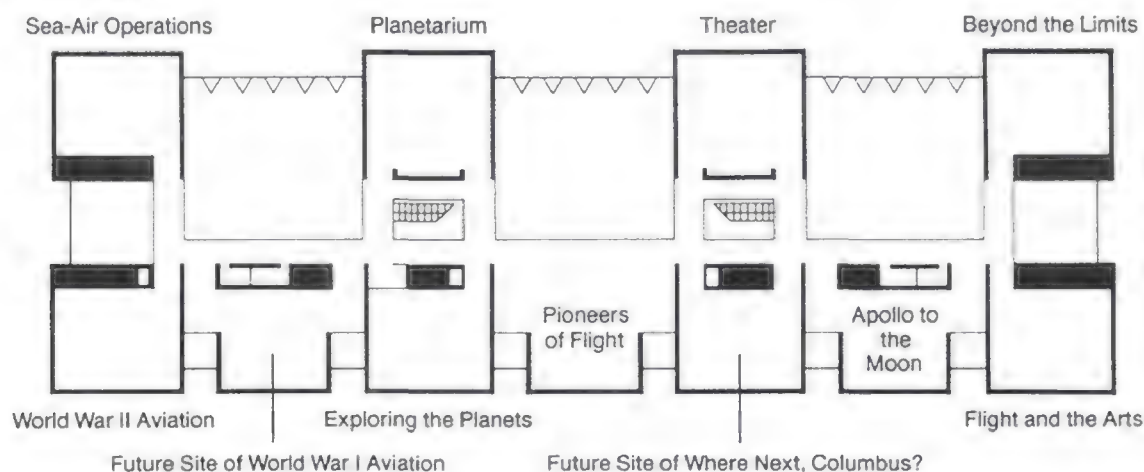 Sea-Air Operations
Planetarium
Theater
Beyond the Limits
Pioneers
of Flight
Apollo to
the
Moon
World War II Aviation
Exploring the Planets
Flight and the Arts
Future Site of World War I Aviation
Future Site of Where Next, Columbus?